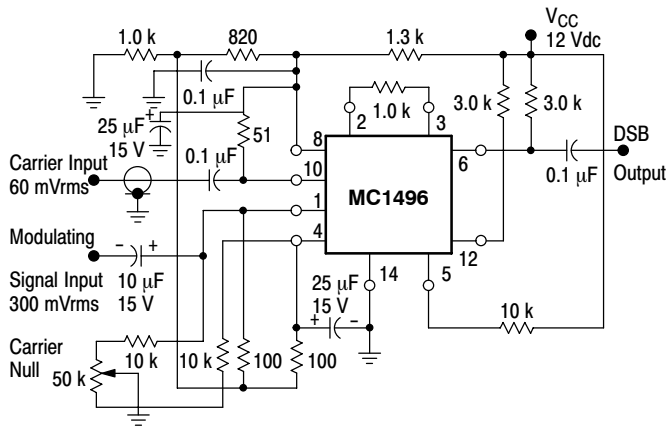 1.0 k
820
1.3 k
VCC
12 Vdc
0.1 μF
1.0 k
3.0 k
3.0 k
25 μF
+
15 V
51
2
3
8
6
DSB
Carrier Input
60 mVrms
0.1 μF
10
MC1496
0.1 μF
Output
1
Modulating
4
12
- +
Signal Input
300 mVrms
10 μF
15 V
25 μF
15 V
+ -
14
5
10 k
Carrier
Null
10 k
50 k
10 k
100
100